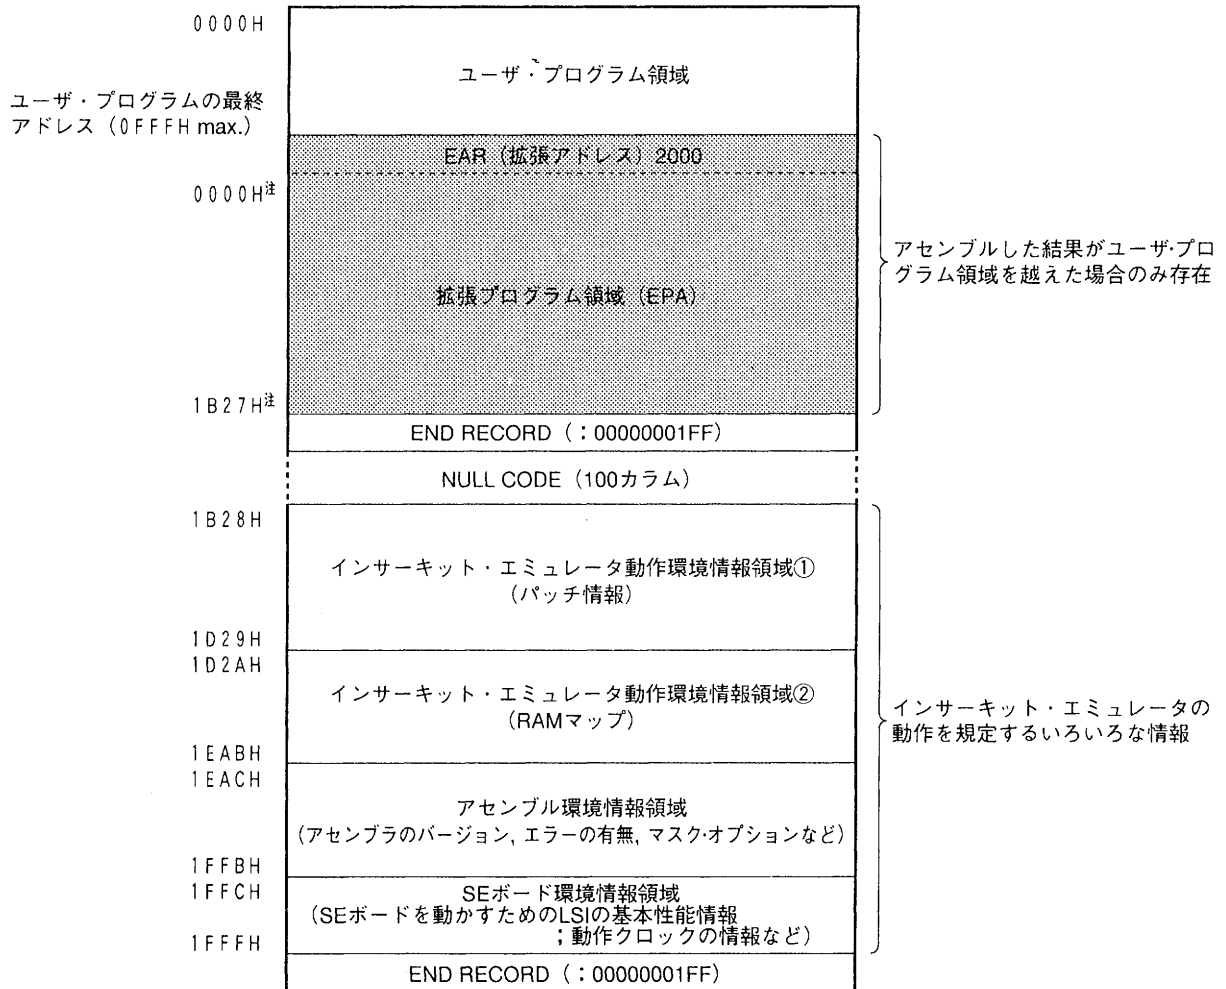 0000H
ユーザ・プログラム領域
ユーザ・プログラムの最終
アドレス（0FFFH max.）
EAR（拡張アドレス）2000
0000H注
拡張プログラム領域（EPA）
アセンブルした結果がユーザ・プロ
グラム領域を越えた場合のみ存在
1B27H注
END RECORD（：00000001FF）
NULL CODE（100カラム）
1B28H
インサーキット・エミュレータ動作環境情報領域①
（パッチ情報）
1D29H
1D2AH
インサーキット・エミュレータ動作環境情報領域②
（RAMマップ）
インサーキット・エミュレータの
動作を規定するいろいろな情報
1EABH
1EACH
アセンブル環境情報領域
（アセンブラのバージョン, エラーの有無, マスク・オプションなど）
1FFBH
1FFCH
SEボード環境情報領域
（SEボードを動かすためのLSIの基本性能情報
；動作クロックの情報など）
1FFFH
END RECORD（：00000001FF）